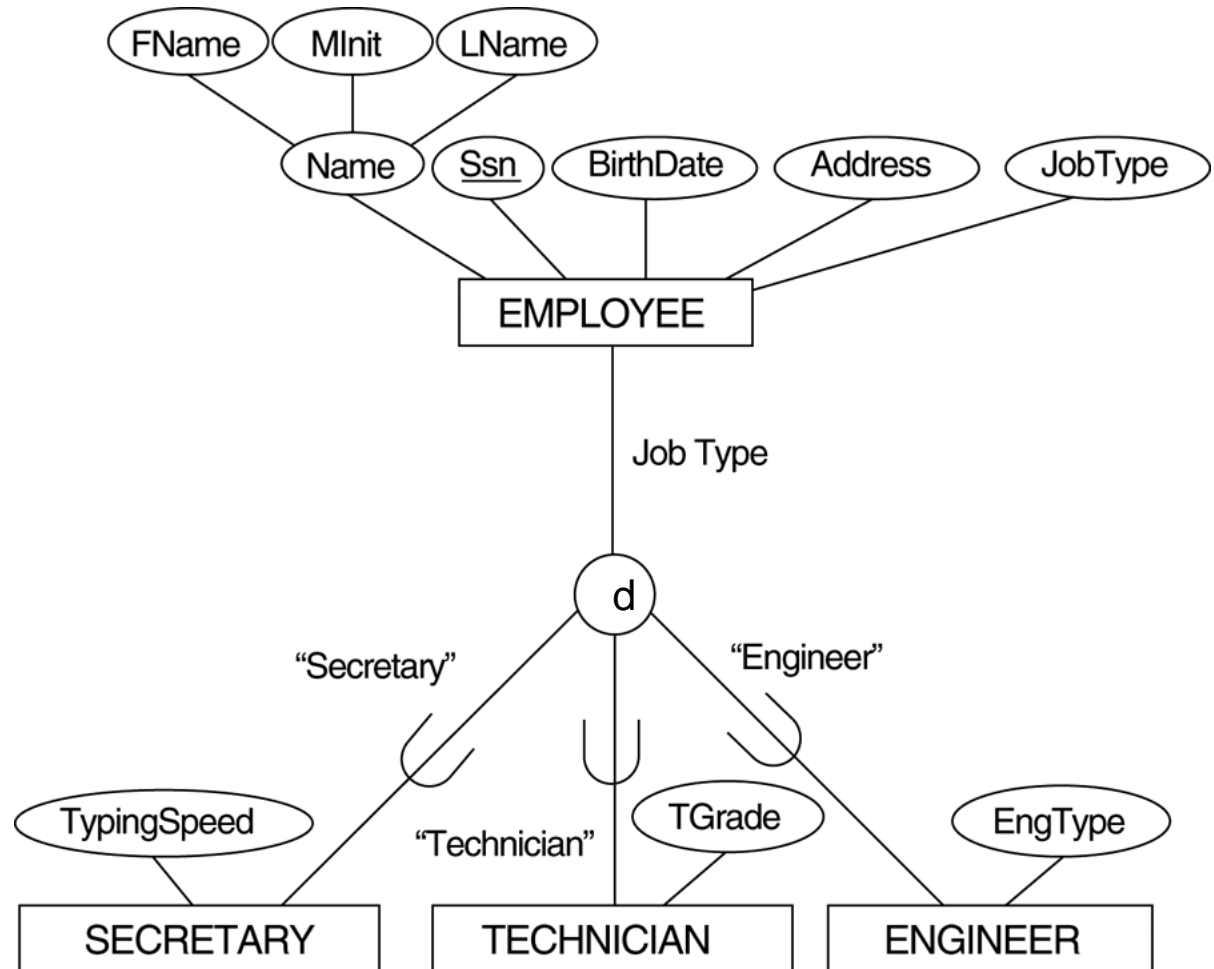 FName MInit LName
Name Ssn BirthDate Address JobType
EMPLOYEE
Job Type
d
“Secretary” “Engineer”
TypingSpeed “Technician” TGrade EngType
SECRETARY TECHNICIAN ENGINEER